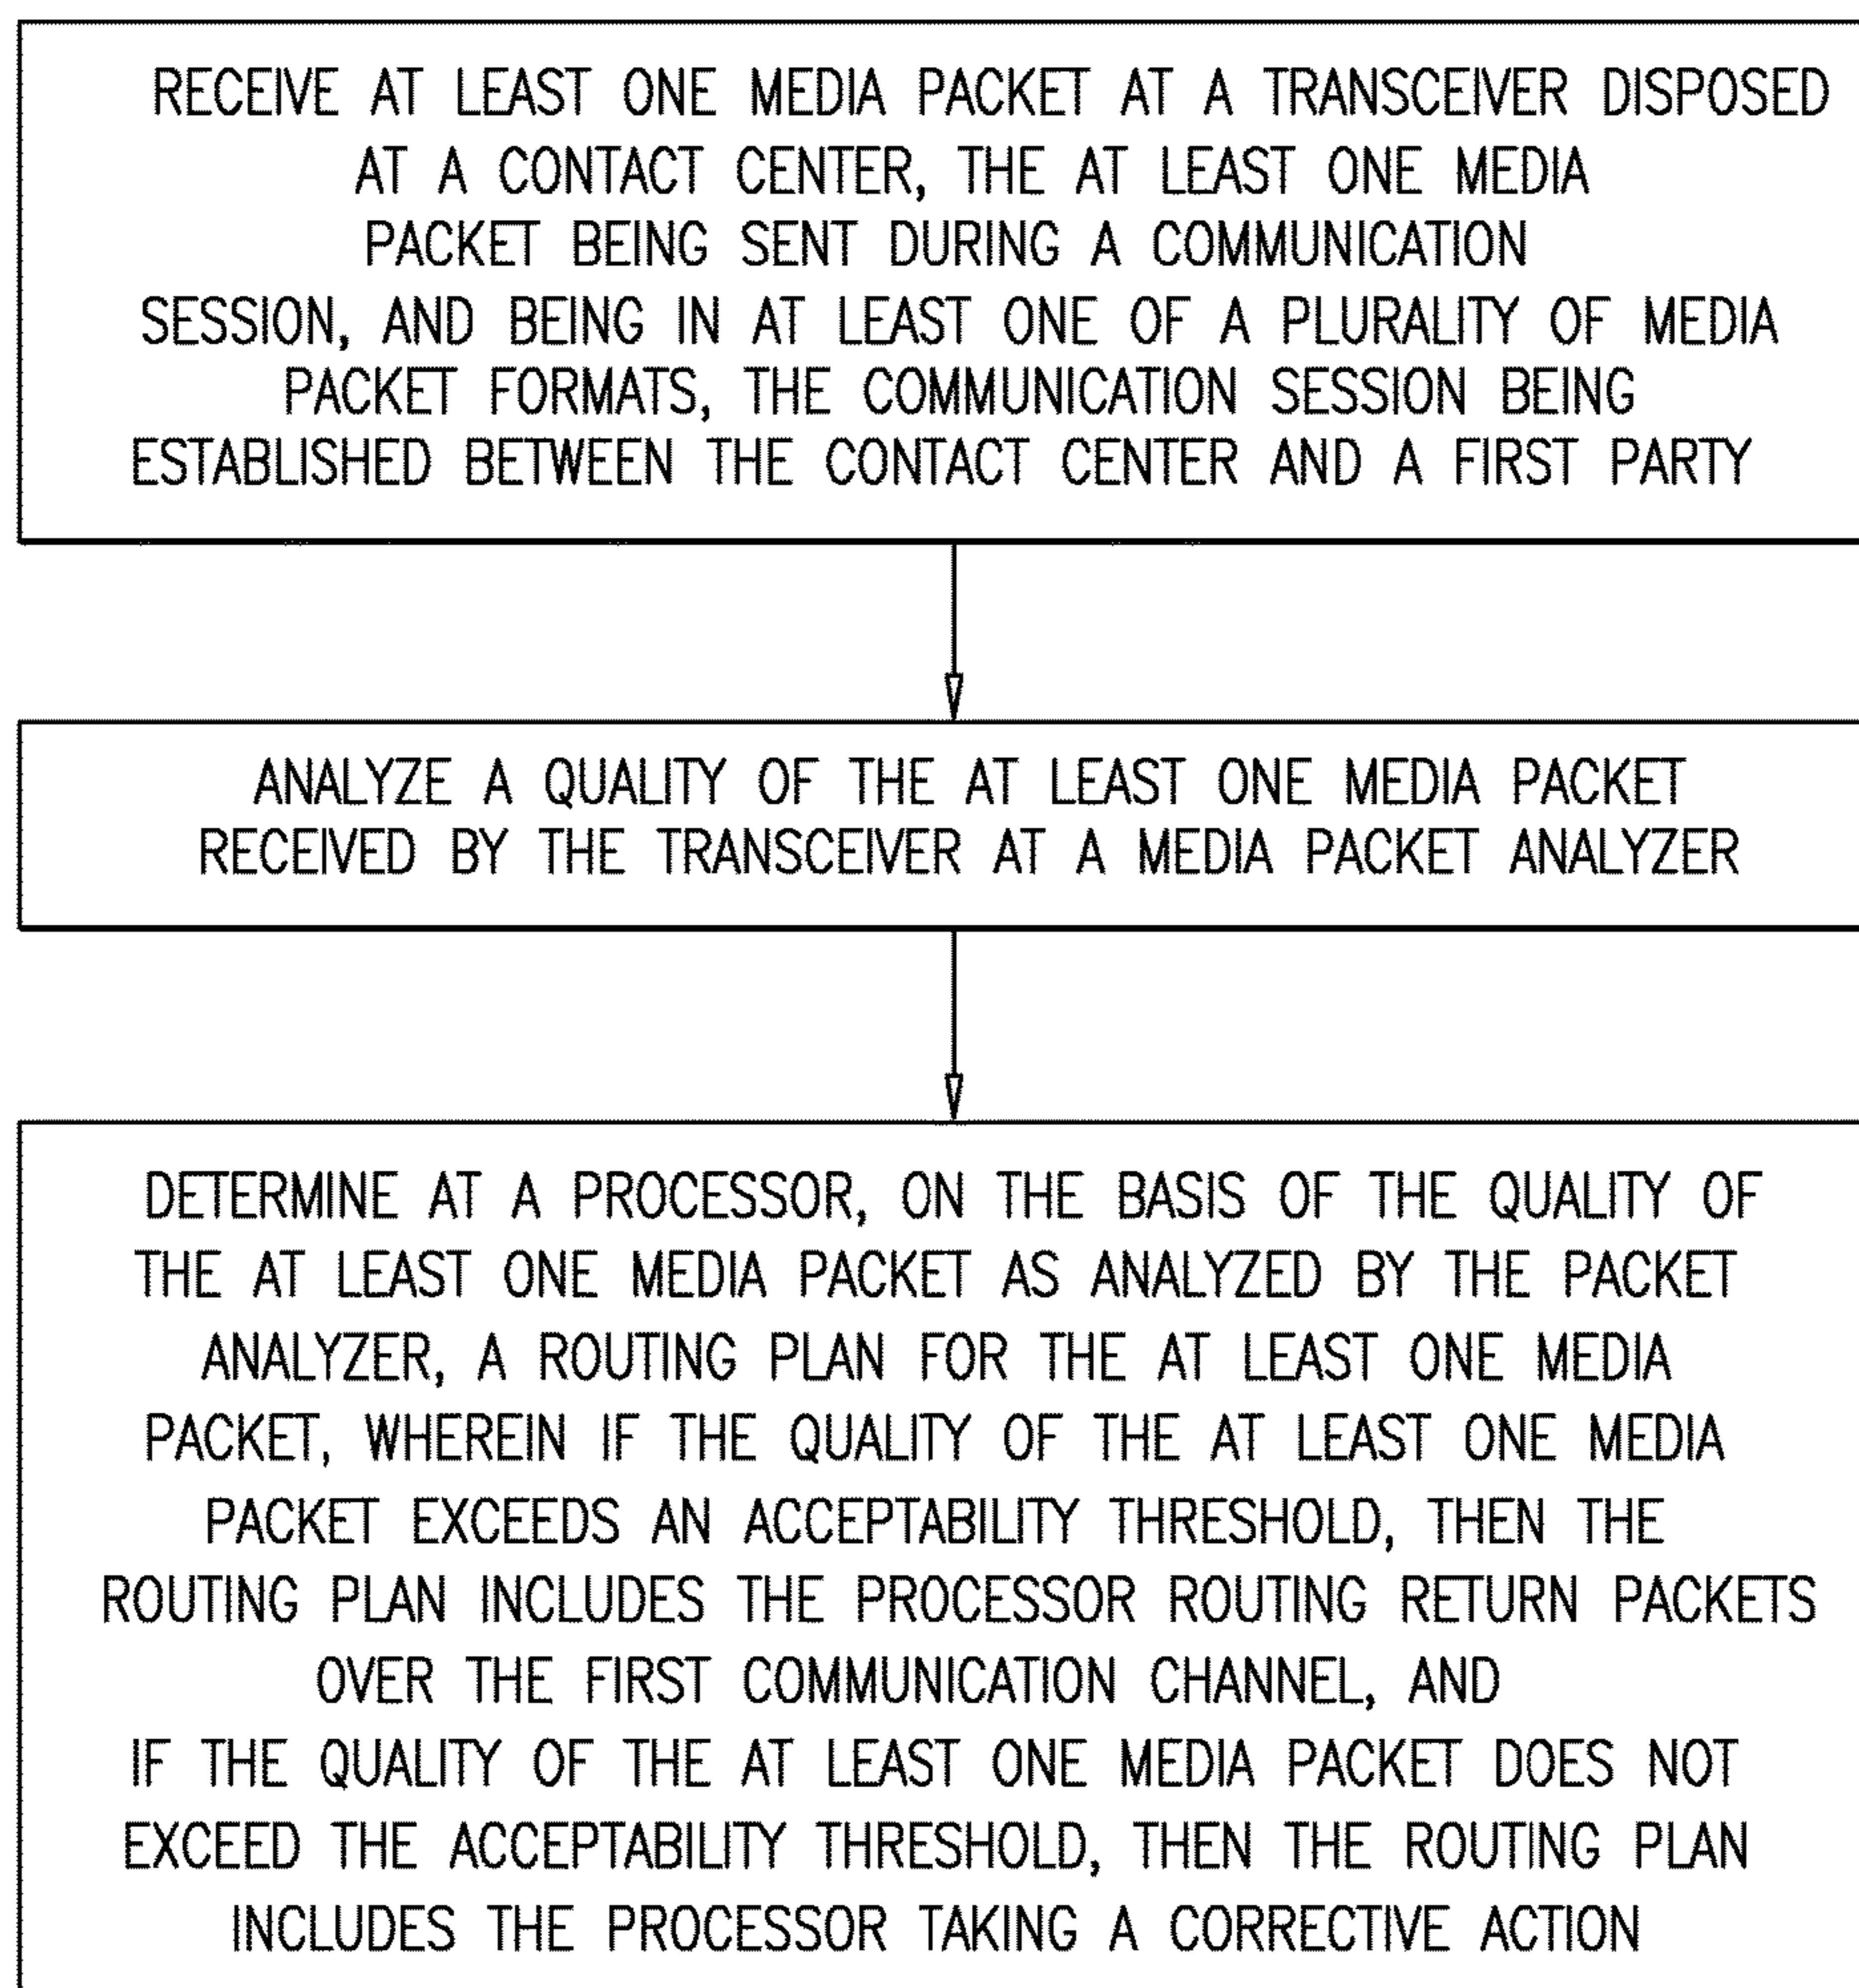 RECEIVE AT LEAST ONE MEDIA PACKET AT A TRANSCEIVER DISPOSED
AT A CONTACT CENTER, THE AT LEAST ONE MEDIA
PACKET BEING SENT DURING A COMMUNICATION
SESSION, AND BEING IN AT LEAST ONE OF A PLURALITY OF MEDIA
PACKET FORMATS, THE COMMUNICATION SESSION BEING
ESTABLISHED BETWEEN THE CONTACT CENTER AND A FIRST PARTY
ANALYZE A QUALITY OF THE AT LEAST ONE MEDIA PACKET
RECEIVED BY THE TRANSCEIVER AT A MEDIA PACKET ANALYZER
DETERMINE AT A PROCESSOR, ON THE BASIS OF THE QUALITY OF
THE AT LEAST ONE MEDIA PACKET AS ANALYZED BY THE PACKET
ANALYZER, A ROUTING PLAN FOR THE AT LEAST ONE MEDIA
PACKET, WHEREIN IF THE QUALITY OF THE AT LEAST ONE MEDIA
PACKET EXCEEDS AN ACCEPTABILITY THRESHOLD, THEN THE
ROUTING PLAN INCLUDES THE PROCESSOR ROUTING RETURN PACKETS
OVER THE FIRST COMMUNICATION CHANNEL, AND
IF THE QUALITY OF THE AT LEAST ONE MEDIA PACKET DOES NOT
EXCEED THE ACCEPTABILITY THRESHOLD, THEN THE ROUTING PLAN
INCLUDES THE PROCESSOR TAKING A CORRECTIVE ACTION